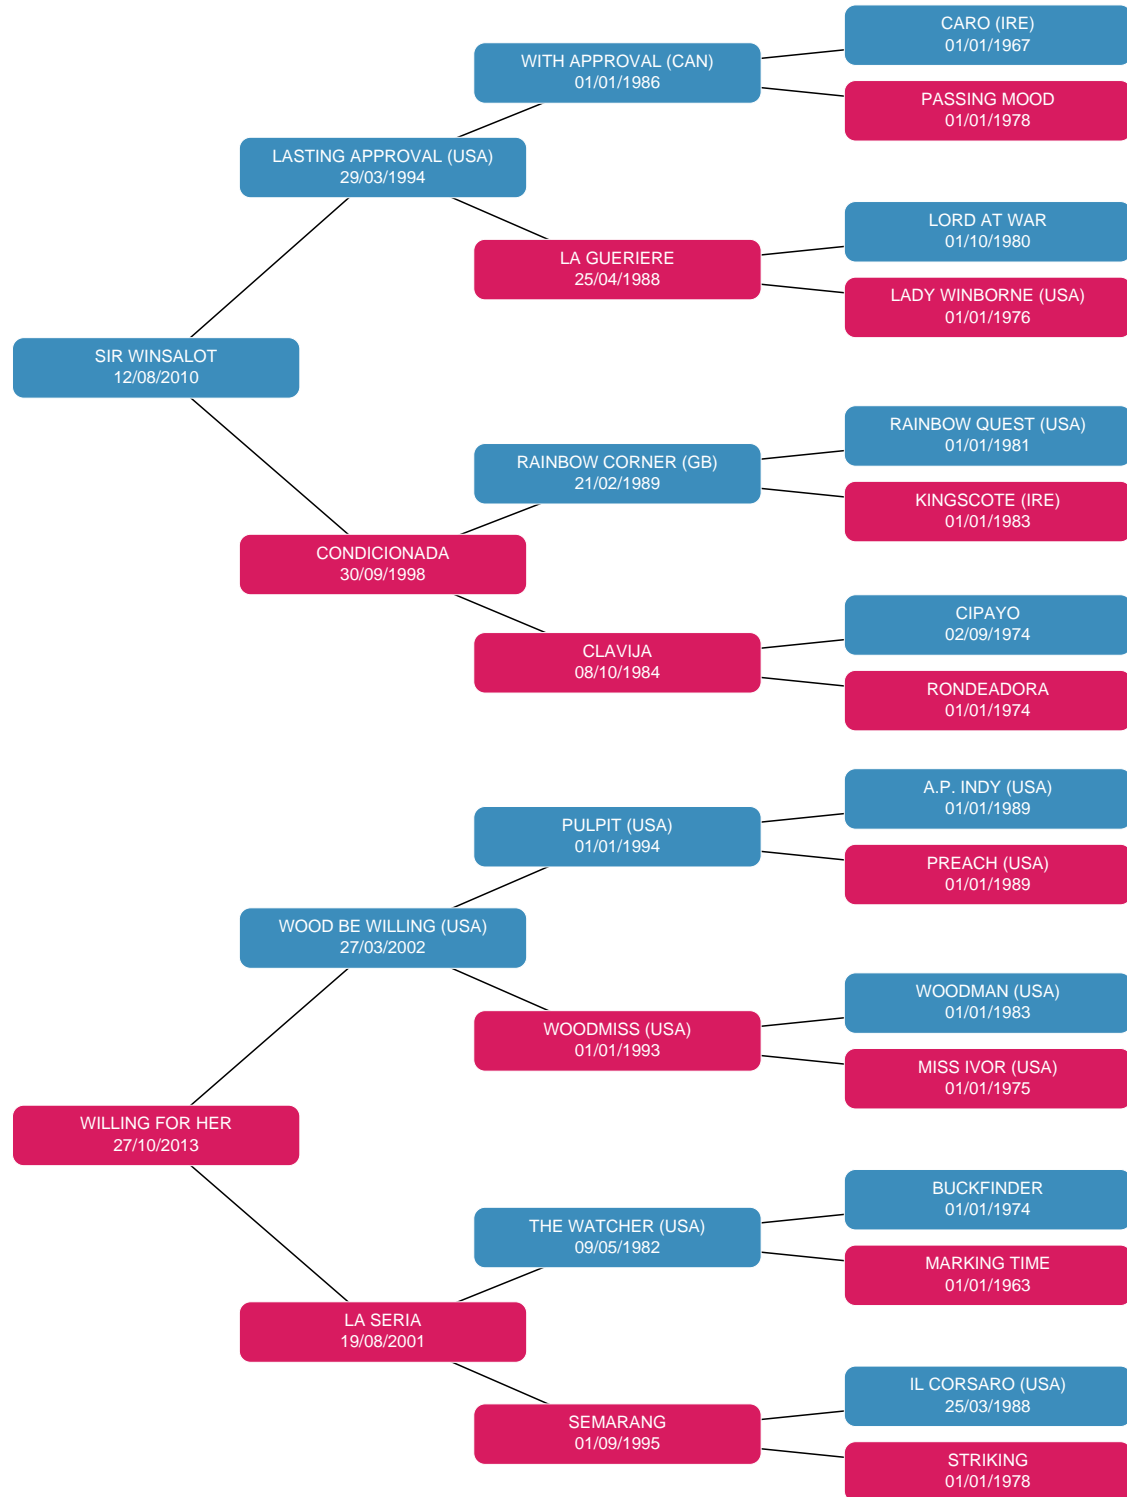 CARO (IRE)
01/01/1967
WITH APPROVAL (CAN)
01/01/1986
PASSING MOOD
01/01/1978
LASTING APPROVAL (USA)
29/03/1994
LORD AT WAR
01/10/1980
LA GUERIERE
25/04/1988
LADY WINBORNE (USA)
01/01/1976
SIR WINSALOT
12/08/2010
RAINBOW QUEST (USA)
01/01/1981
RAINBOW CORNER (GB)
21/02/1989
KINGSCOTE (IRE)
01/01/1983
CONDICIONADA
30/09/1998
CIPAYO
02/09/1974
CLAVIJA
08/10/1984
RONDEADORA
01/01/1974
A.P. INDY (USA)
01/01/1989
PULPIT (USA)
01/01/1994
PREACH (USA)
01/01/1989
WOOD BE WILLING (USA)
27/03/2002
WOODMAN (USA)
01/01/1983
WOODMISS (USA)
01/01/1993
MISS IVOR (USA)
01/01/1975
WILLING FOR HER
27/10/2013
BUCKFINDER
01/01/1974
THE WATCHER (USA)
09/05/1982
MARKING TIME
01/01/1963
LA SERIA
19/08/2001
IL CORSARO (USA)
25/03/1988
SEMARANG
01/09/1995
STRIKING
01/01/1978